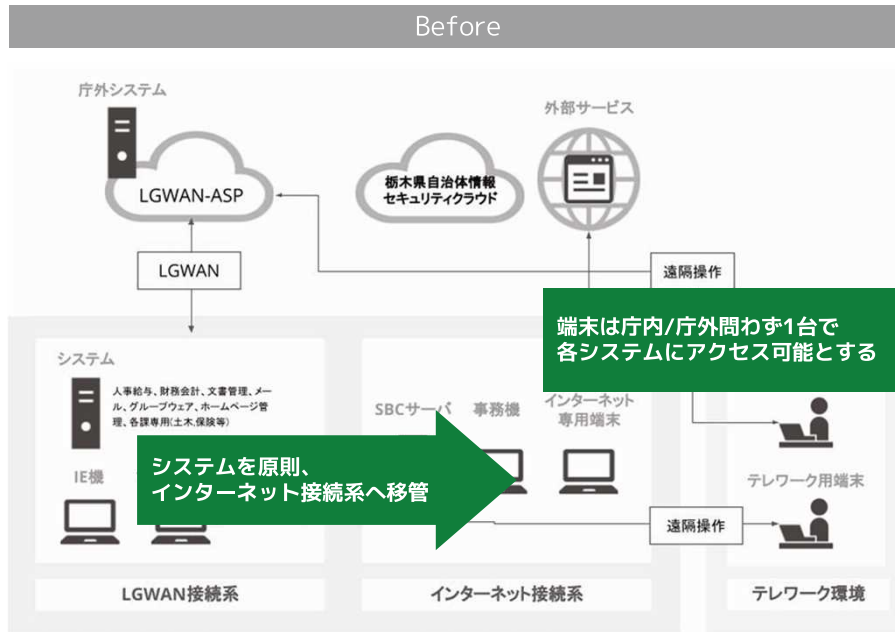 Before
庁外システム
外部サービス
LGWAN-ASP
栃木県自治体情報
セキュリティクラウド
LGWAN
遠隔操作
端末は庁内/庁外問わず1台で
各システムにアクセス可能とする
システム
人事給与、財務会計、文書管理、メー
ル、グループウェア、ホームページ管
理、各課専用(土木,保険等)
SBCサーバ
事務機
インターネット
専用端末
IE機
システムを原則、
インターネット接続系へ移管
テレワーク用端末
遠隔操作
LGWAN接続系
インターネット接続系
テレワーク環境